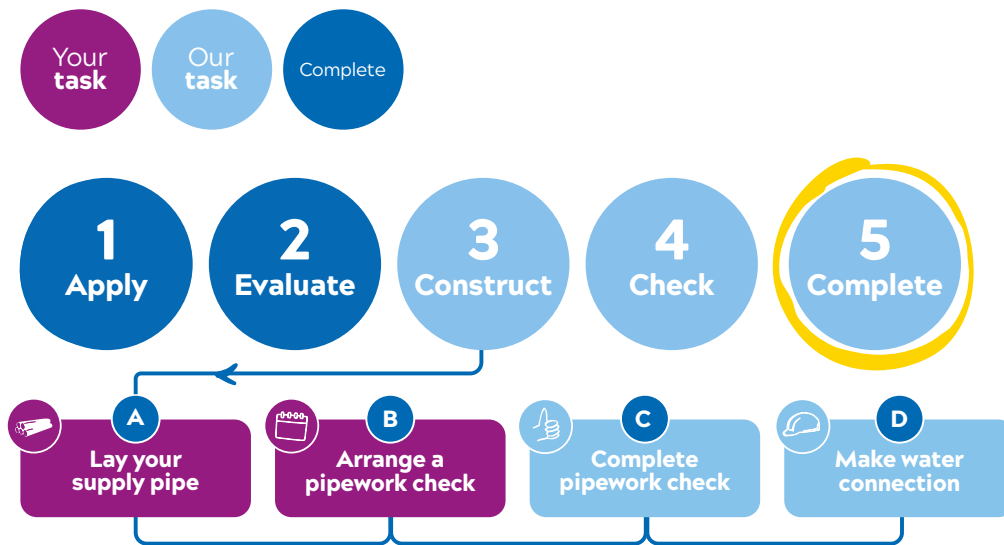 Your
task
Our
task
Complete
1
Apply
2
Evaluate
3
Construct
4
Check
5
Complete
A
Lay your
supply pipe
B
Arrange a
pipework check
C
Complete
pipework check
D
Make water
connection